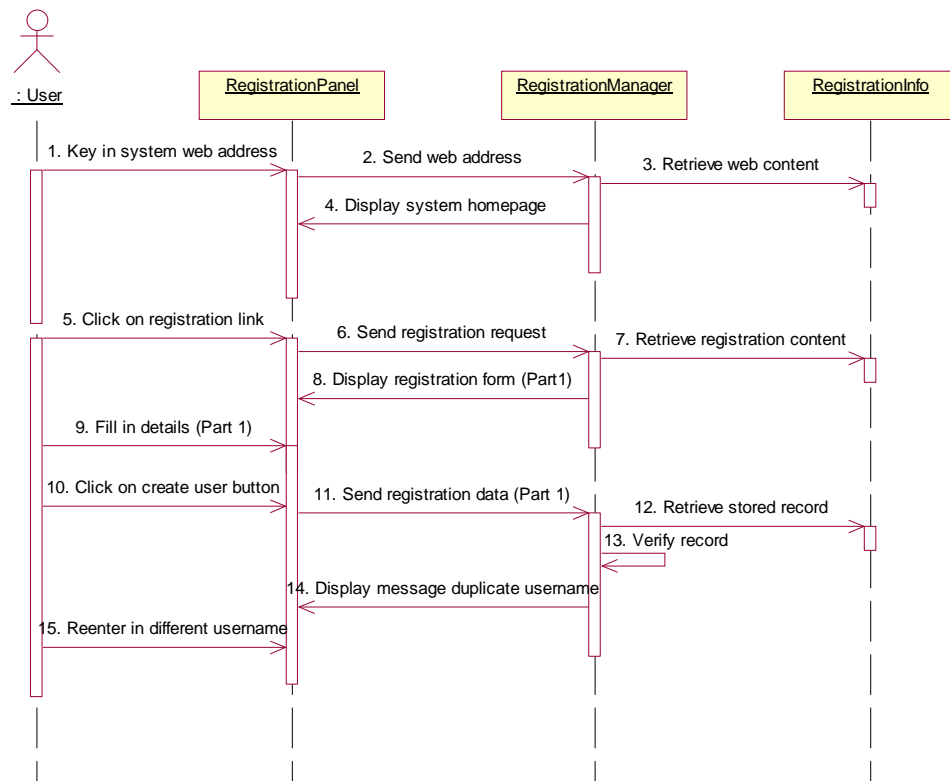 : User
RegistrationPanel
RegistrationManager
RegistrationInfo
1. Key in system web address
2. Send web address
3. Retrieve web content
4. Display system homepage
5. Click on registration link
6. Send registration request
7. Retrieve registration content
8. Display registration form (Part1)
9. Fill in details (Part 1)
10. Click on create user button
11. Send registration data (Part 1)
12. Retrieve stored record
13. Verify record
14. Display message duplicate username
15. Reenter in different username